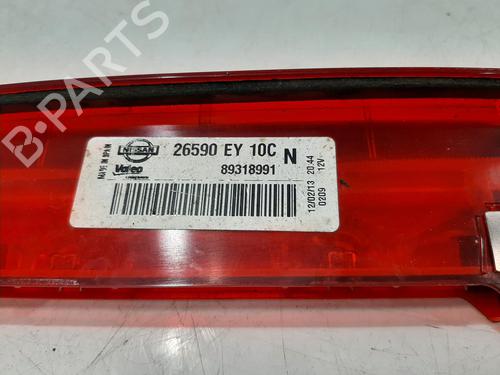 B-PARTS
MADE IN SPAIN
NISSAN
26590 EY 10C N
Valeo
89318991
12/02/13 20:44
0209 12V